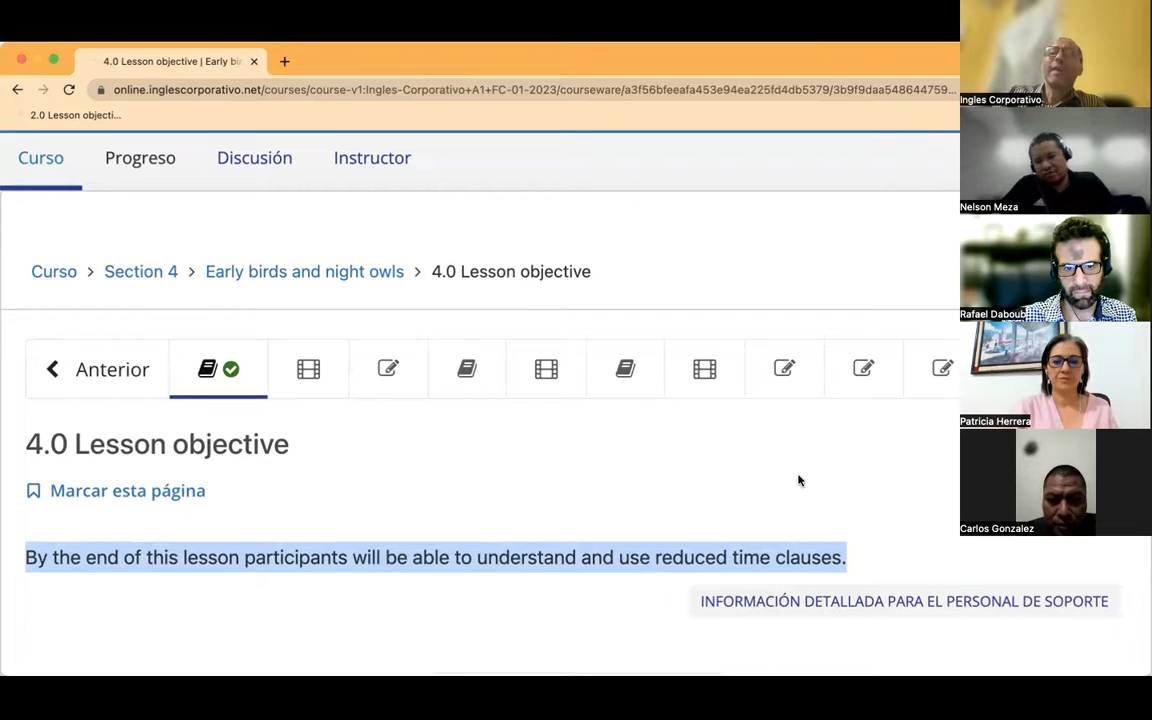 4.0 Lesson objective | Early bir
online.inglescorporativo.net/courses/course-v1:Ingles-Corporativo+A1+FC-01-2023/courseware/a3f56bfeeafa453e94ea225fd4db5379/3b9f9daa548644759...
2.0 Lesson objecti...
Curso Progreso Discusión Instructor
Curso > Section 4 > Early birds and night owls > 4.0 Lesson objective
Anterior
4.0 Lesson objective
Marcar esta página
By the end of this lesson participants will be able to understand and use reduced time clauses.
INFORMACIÓN DETALLADA PARA EL PERSONAL DE SOPORTE
Ingles Corporativo
Nelson Meza
Rafael Daboub
Patricia Herrera
Carlos Gonzalez